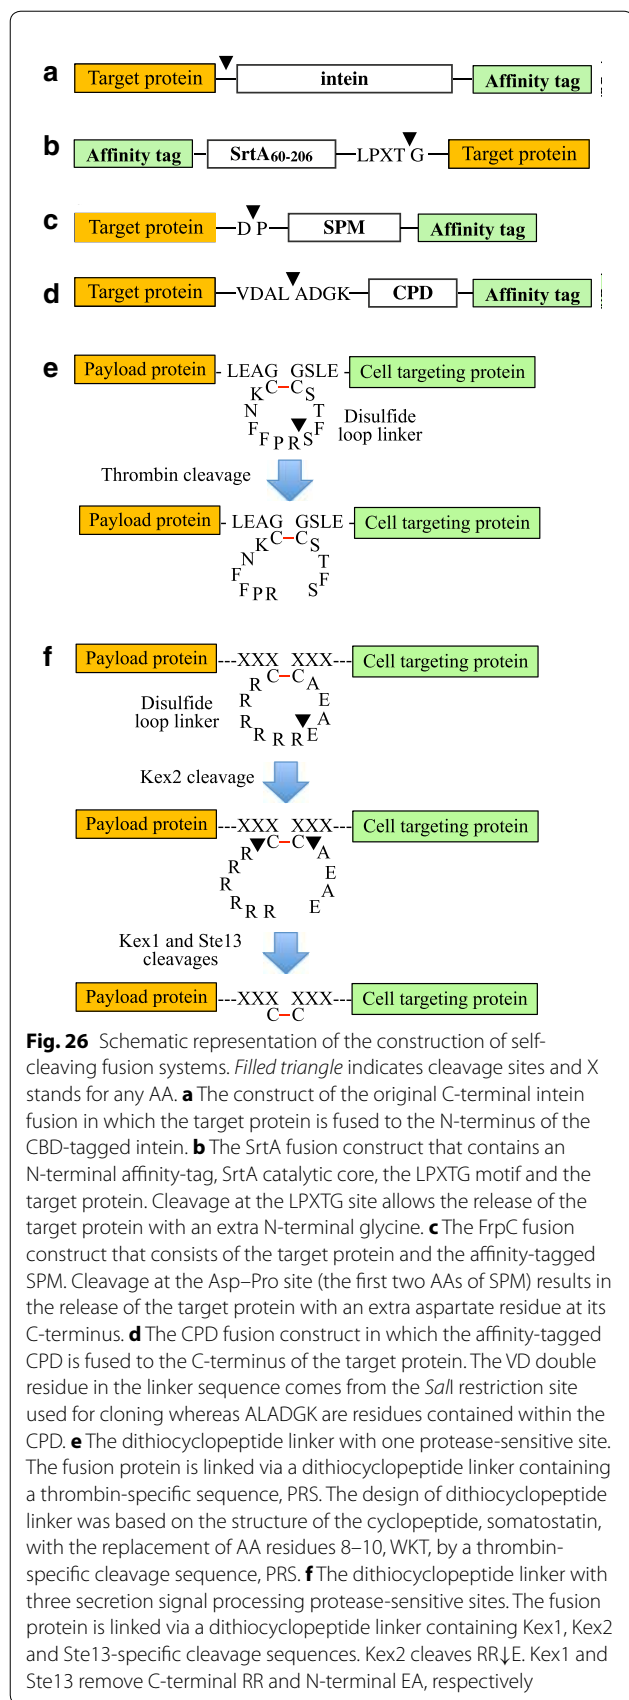 a
Target protein
intein
Affinity tag
b
Affinity tag
SrtA60-206
LPXT G
Target protein
c
Target protein
D P
SPM
Affinity tag
d
Target protein
VDAL ADGK
CPD
Affinity tag
e
Payload protein
- LEAG GSLE -
Cell targeting protein
K C – C S
N T
F F
F P R S
Disulfide
loop linker
Thrombin cleavage
Payload protein
- LEAG GSLE -
Cell targeting protein
K C – C S
N T
F F
F PR S
f
Payload protein
---XXX XXX---
Cell targeting protein
R C – C A
R E
R A
R R R E
Disulfide
loop linker
Kex2 cleavage
Payload protein
---XXX XXX---
Cell targeting protein
R C – C A
R E
R A
R R R E
Kex1 and Ste13
cleavages
Payload protein
---XXX XXX---
Cell targeting protein
C – C
Fig. 26 Schematic representation of the construction of self-
cleaving fusion systems. Filled triangle indicates cleavage sites and X
stands for any AA. a The construct of the original C-terminal intein
fusion in which the target protein is fused to the N-terminus of the
CBD-tagged intein. b The SrtA fusion construct that contains an
N-terminal affinity-tag, SrtA catalytic core, the LPXTG motif and the
target protein. Cleavage at the LPXTG site allows the release of the
target protein with an extra N-terminal glycine. c The FrpC fusion
construct that consists of the target protein and the affinity-tagged
SPM. Cleavage at the Asp–Pro site (the first two AAs of SPM) results in
the release of the target protein with an extra aspartate residue at its
C-terminus. d The CPD fusion construct in which the affinity-tagged
CPD is fused to the C-terminus of the target protein. The VD double
residue in the linker sequence comes from the SalI restriction site
used for cloning whereas ALADGK are residues contained within the
CPD. e The dithiocyclopeptide linker with one protease-sensitive site.
The fusion protein is linked via a dithiocyclopeptide linker containing
a thrombin-specific sequence, PRS. The design of dithiocyclopeptide
linker was based on the structure of the cyclopeptide, somatostatin,
with the replacement of AA residues 8–10, WKT, by a thrombin-
specific cleavage sequence, PRS. f The dithiocyclopeptide linker with
three secretion signal processing protease-sensitive sites. The fusion
protein is linked via a dithiocyclopeptide linker containing Kex1, Kex2
and Ste13-specific cleavage sequences. Kex2 cleaves RR↓E. Kex1 and
Ste13 remove C-terminal RR and N-terminal EA, respectively